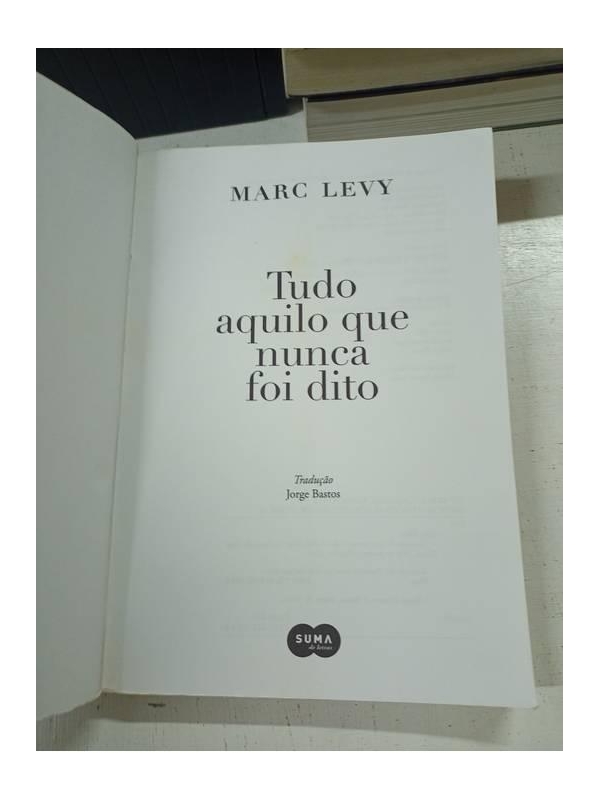 MARC LEVY
Tudo
aquilo que
nunca
foi dito
Tradução
Jorge Bastos
SUMA
de letras